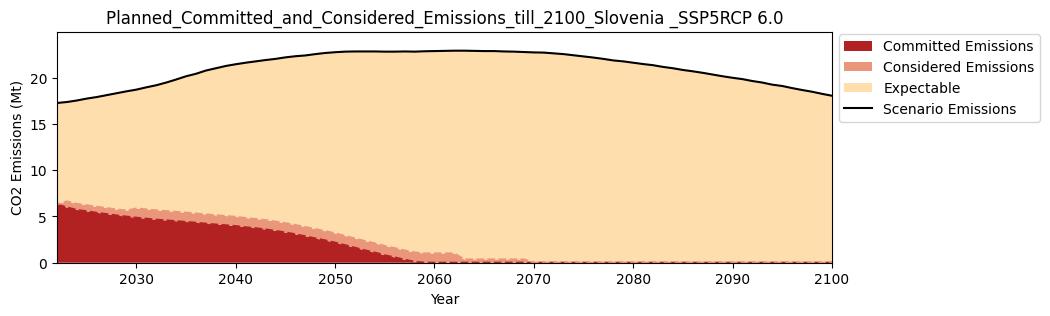 Planned_Committed_and_Considered_Emissions_till_2100_Slovenia _SSP5RCP 6.0
Committed Emissions
Considered Emissions
Expectable
Scenario Emissions
CO2 Emissions (Mt)
20
15
10
5
0
2030
2040
2050
2060
2070
2080
2090
2100
Year